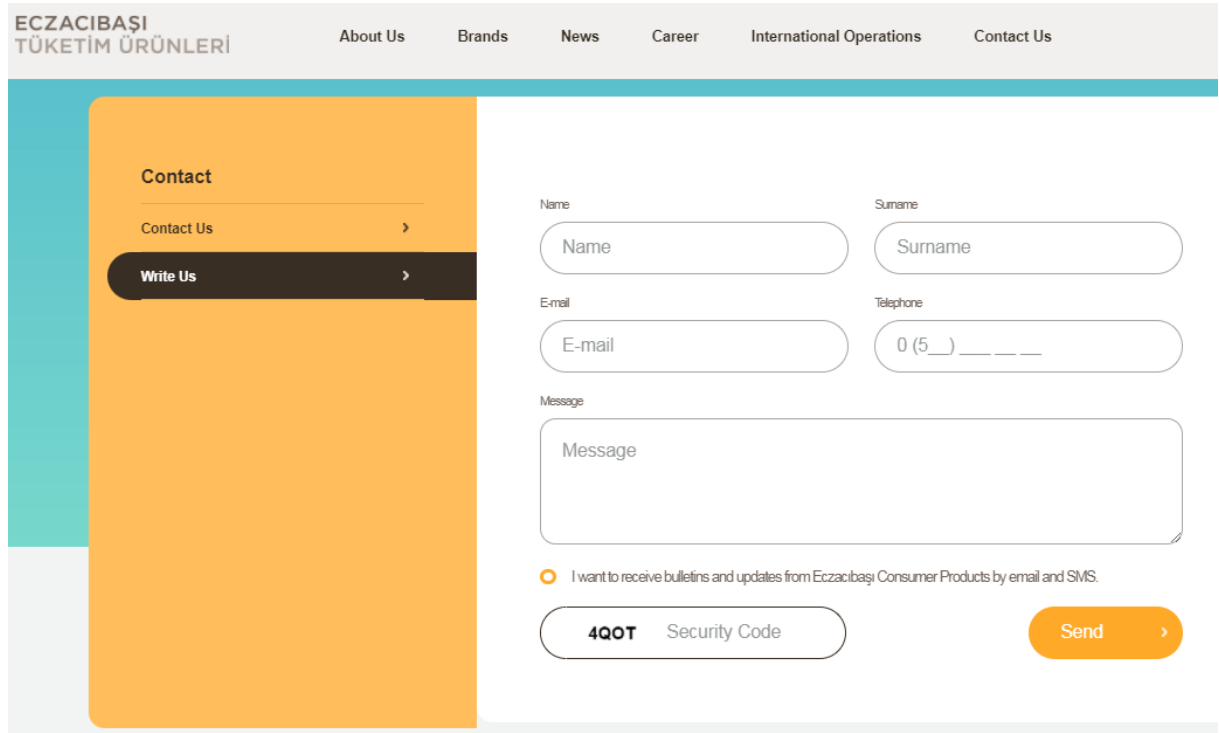 ECZACIBAŞI
TÜKETİM ÜRÜNLERİ
About Us Brands News Career International Operations Contact Us
Contact
Contact Us
Write Us
Name Surname
Name Surname
E-mail Telephone
E-mail 0 (5__) ___ __ __
Message
Message
I want to receive bulletins and updates from Eczacıbaşı Consumer Products by email and SMS.
4QOT Security Code Send